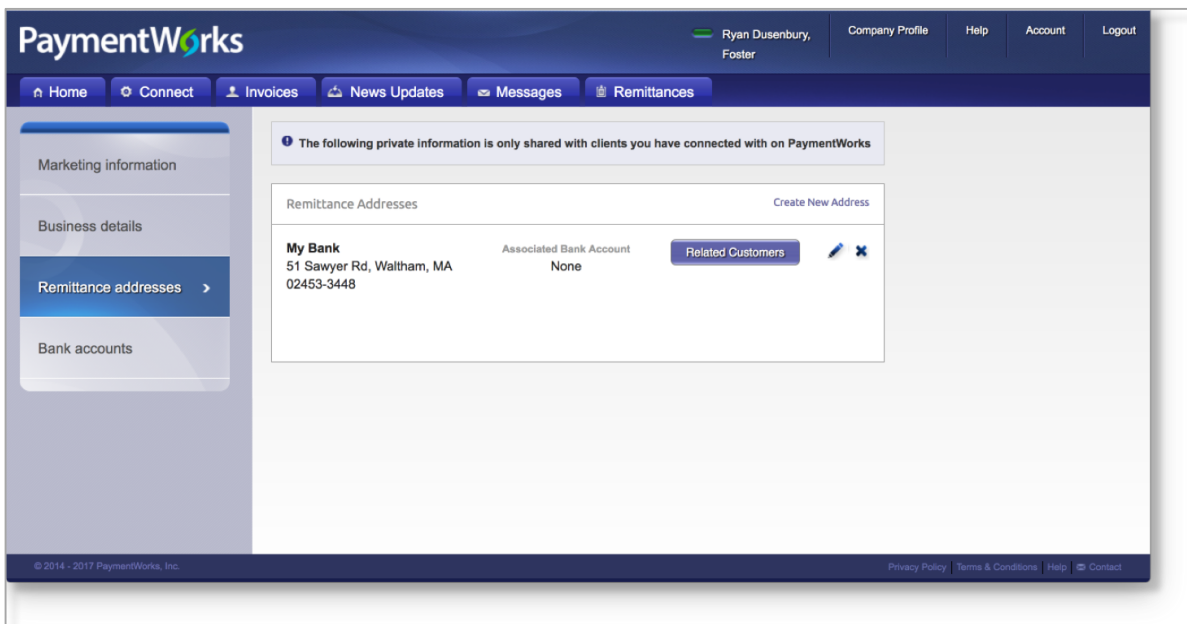 PaymentWorks
Ryan Dusenbury,
Foster
Company Profile
Help
Account
Logout
Home
Connect
Invoices
News Updates
Messages
Remittances
Marketing information
Business details
Remittance addresses
Bank accounts
The following private information is only shared with clients you have connected with on PaymentWorks
Remittance Addresses
Create New Address
My Bank
51 Sawyer Rd, Waltham, MA
02453-3448
Associated Bank Account
None
Related Customers
© 2014 - 2017 PaymentWorks, Inc.
Privacy Policy | Terms & Conditions | Help | Contact